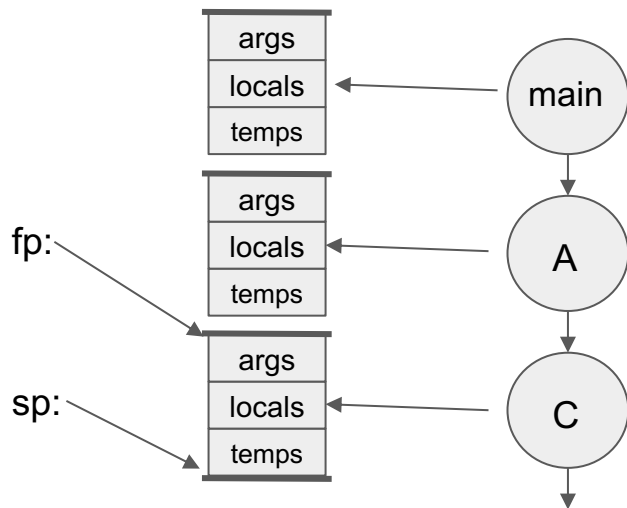 args
locals
temps
main
args
locals
temps
A
fp:
args
locals
temps
C
sp: